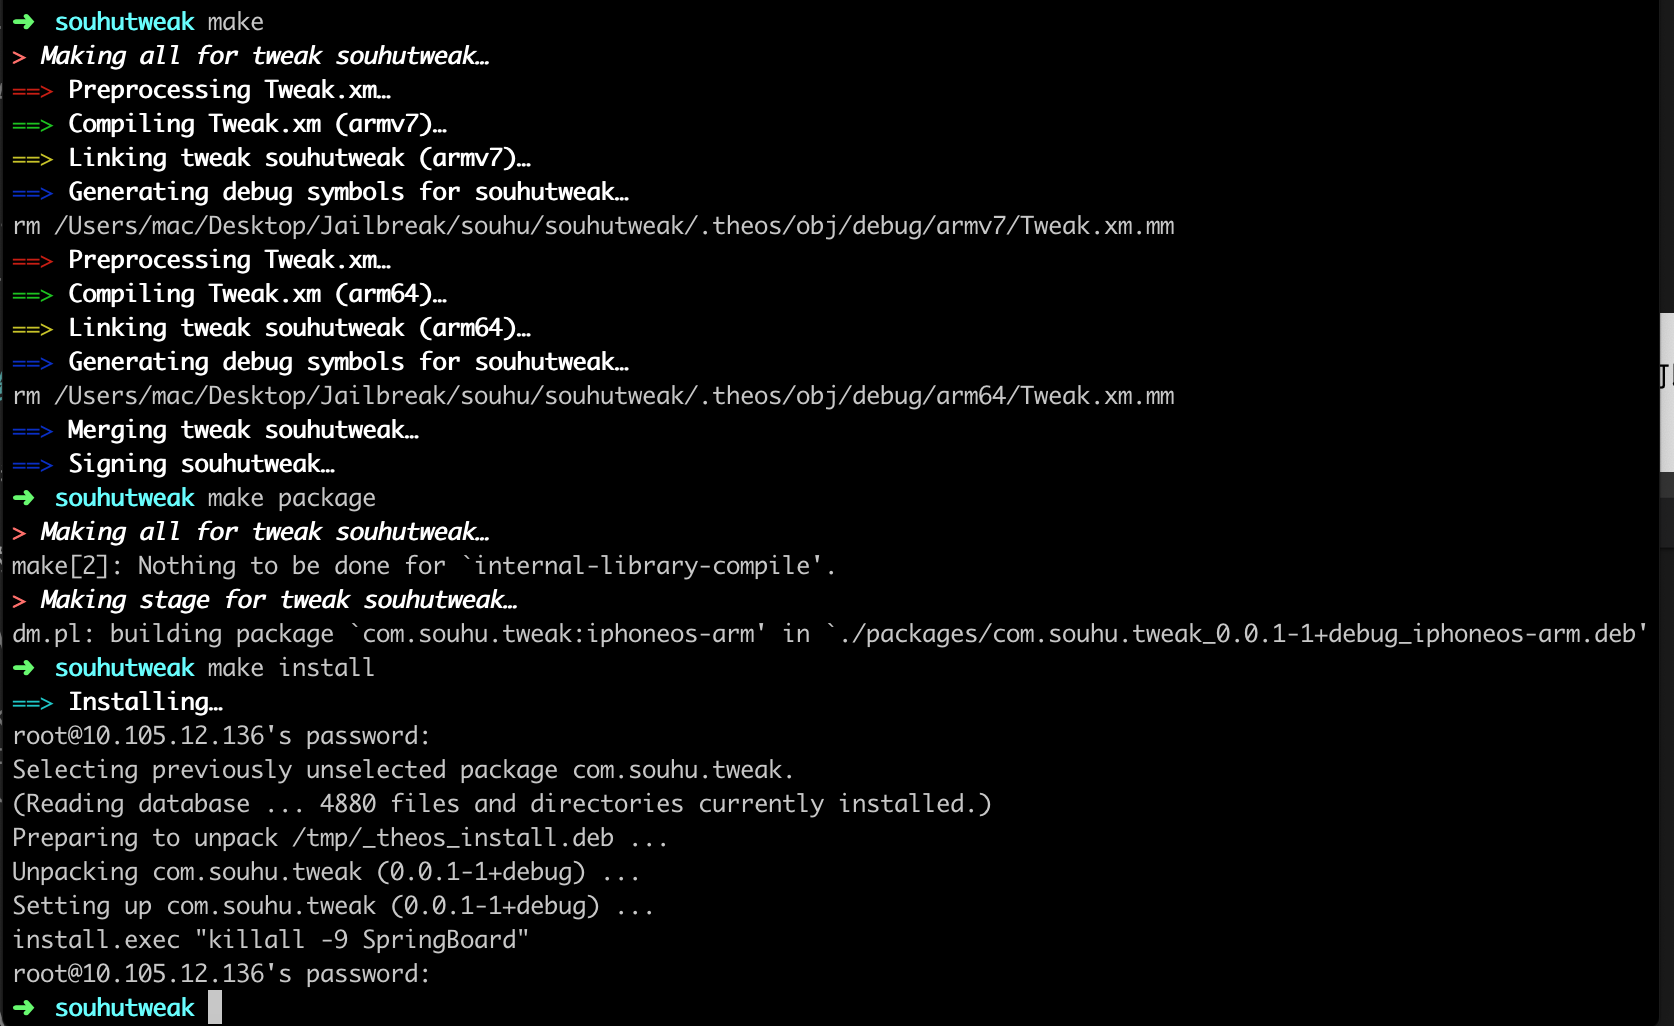 ➜ souhutweak make
> Making all for tweak souhutweak…
==> Preprocessing Tweak.xm…
==> Compiling Tweak.xm (armv7)…
==> Linking tweak souhutweak (armv7)…
==> Generating debug symbols for souhutweak…
rm /Users/mac/Desktop/Jailbreak/souhu/souhutweak/.theos/obj/debug/armv7/Tweak.xm.mm
==> Preprocessing Tweak.xm…
==> Compiling Tweak.xm (arm64)…
==> Linking tweak souhutweak (arm64)…
==> Generating debug symbols for souhutweak…
rm /Users/mac/Desktop/Jailbreak/souhu/souhutweak/.theos/obj/debug/arm64/Tweak.xm.mm
==> Merging tweak souhutweak…
==> Signing souhutweak…
➜ souhutweak make package
> Making all for tweak souhutweak…
make[2]: Nothing to be done for `internal-library-compile'.
> Making stage for tweak souhutweak…
dm.pl: building package `com.souhu.tweak:iphoneos-arm' in `./packages/com.souhu.tweak_0.0.1-1+debug_iphoneos-arm.deb'
➜ souhutweak make install
==> Installing…
root@10.105.12.136's password:
Selecting previously unselected package com.souhu.tweak.
(Reading database ... 4880 files and directories currently installed.)
Preparing to unpack /tmp/_theos_install.deb ...
Unpacking com.souhu.tweak (0.0.1-1+debug) ...
Setting up com.souhu.tweak (0.0.1-1+debug) ...
install.exec "killall -9 SpringBoard"
root@10.105.12.136's password:
➜ souhutweak